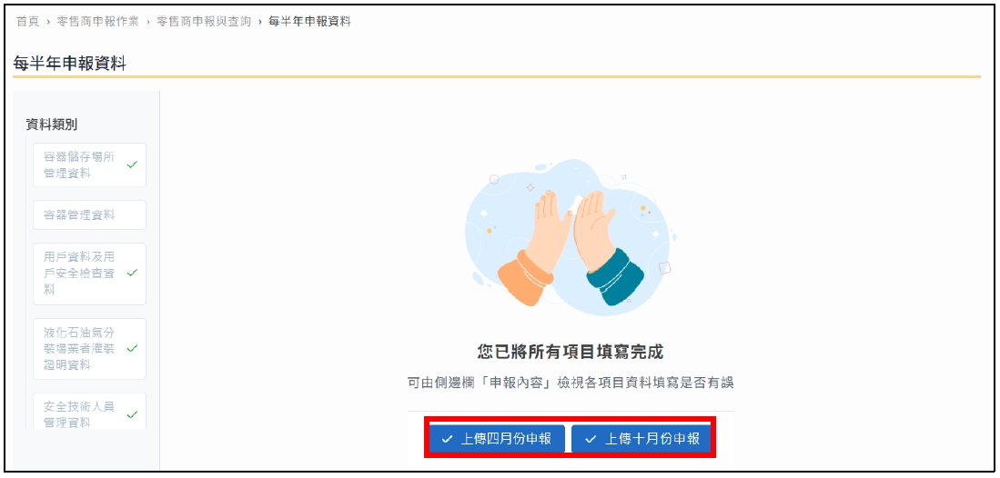 首頁 › 零售商申報作業 › 零售商申報與查詢 › 每半年申報資料
每半年申報資料
資料類別
容器儲存場所
管理資料
容器管理資料
用戶資料及用
戶安全檢查資
料
液化石油氣分
裝場業者灌裝
證明資料
安全技術人員
管理資料
您已將所有項目填寫完成
可由側邊欄「申報內容」檢視各項目資料填寫是否有誤
上傳四月份申報
上傳十月份申報